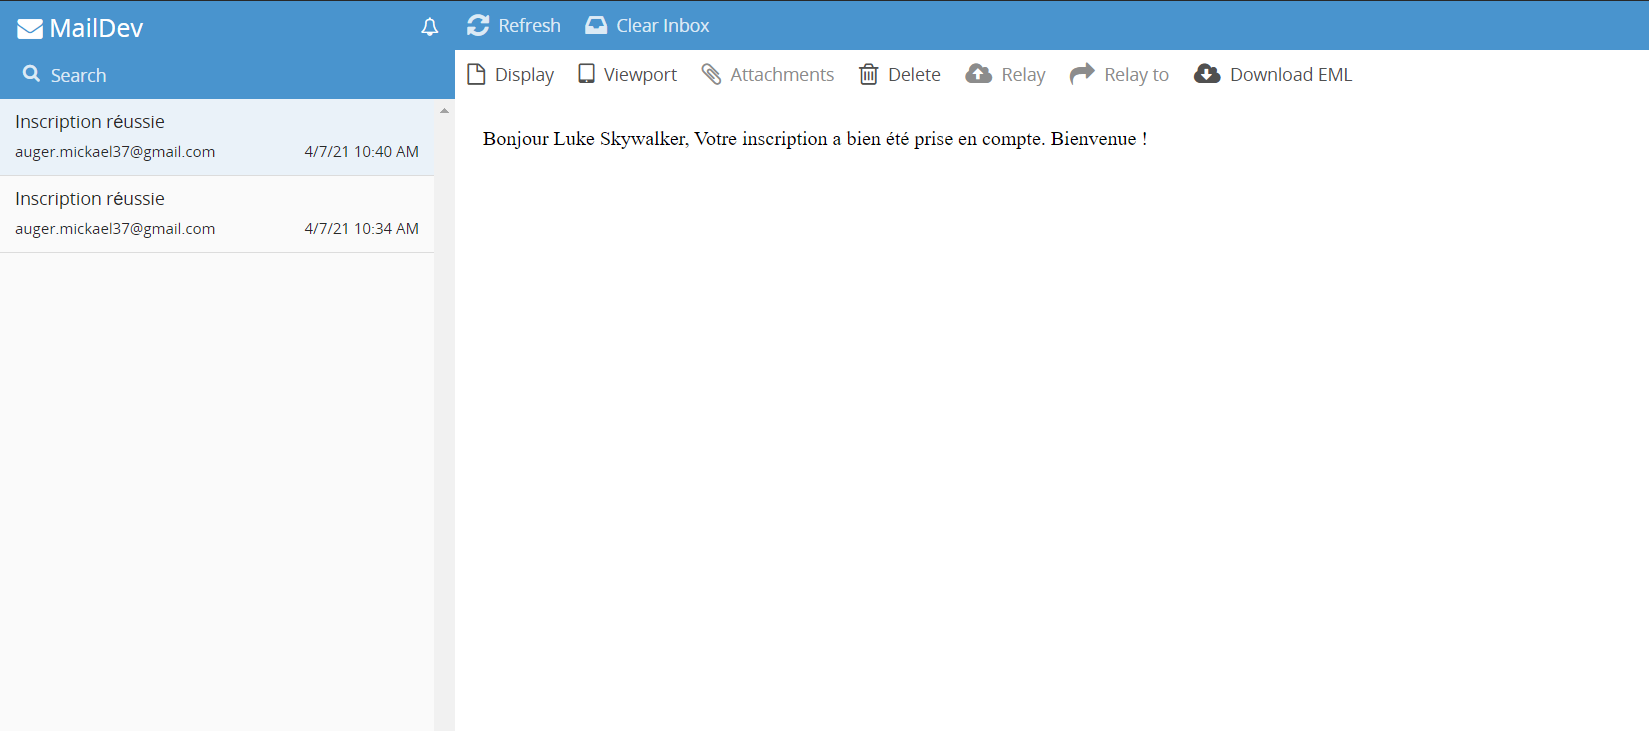 MailDev
Search
Inscription réussie
auger.mickael37@gmail.com 4/7/21 10:40 AM
Inscription réussie
auger.mickael37@gmail.com 4/7/21 10:34 AM
Refresh Clear Inbox
Display Viewport Attachments Delete Relay Relay to Download EML
Bonjour Luke Skywalker, Votre inscription a bien été prise en compte. Bienvenue !